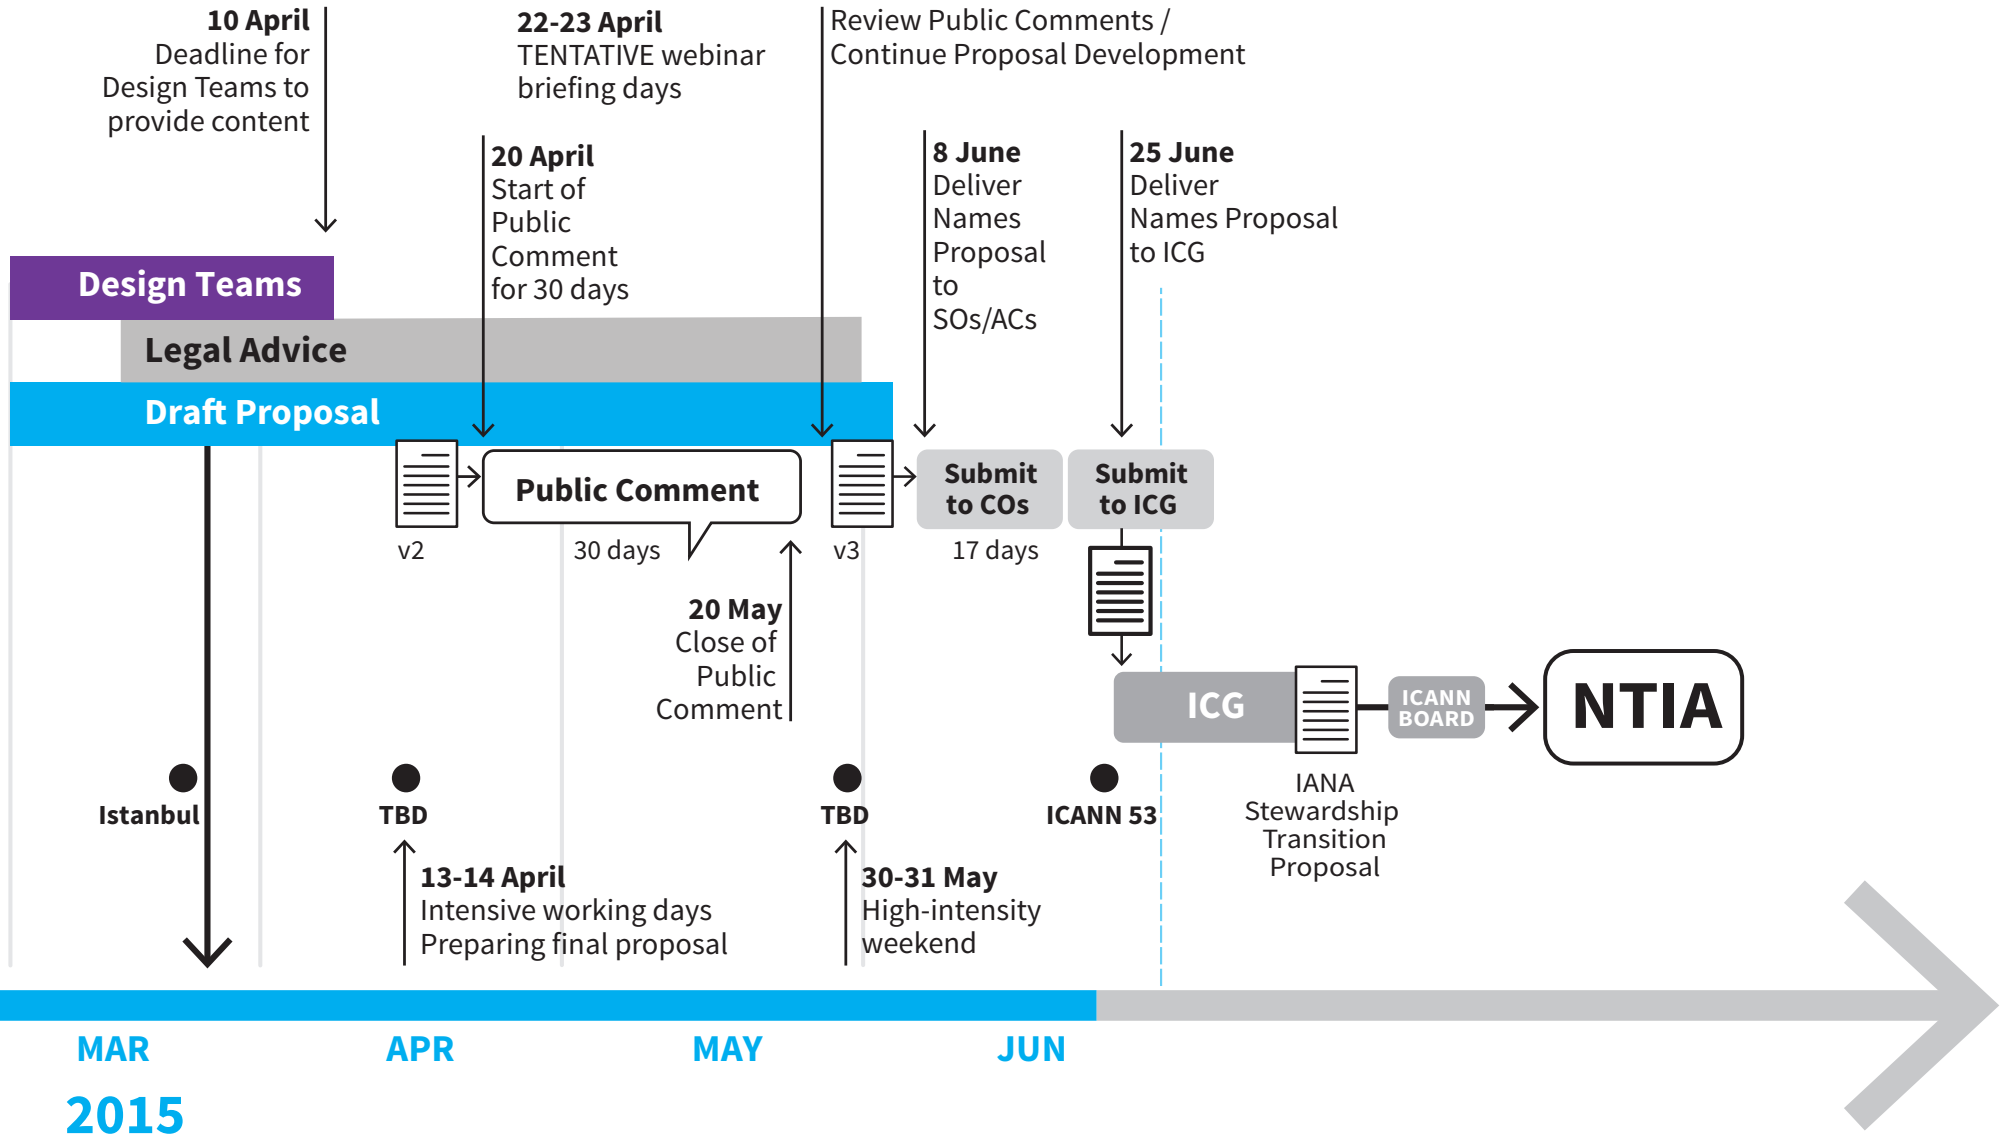 10 April
Deadline for
Design Teams to
provide content
22-23 April
TENTATIVE webinar
briefing days
Review Public Comments /
Continue Proposal Development
20 April
Start of
Public
Comment
for 30 days
8 June
Deliver
Names
Proposal
to
SOs/ACs
25 June
Deliver
Names Proposal
to ICG
Design Teams
Legal Advice
Draft Proposal
Public Comment
Submit
to COs
Submit
to ICG
v2
30 days
v3
17 days
20 May
Close of
Public
Comment
ICG
ICANN
BOARD
NTIA
IANA
Stewardship
Transition
Proposal
Istanbul
TBD
TBD
ICANN 53
13-14 April
Intensive working days
Preparing final proposal
30-31 May
High-intensity
weekend
MAR
APR
MAY
JUN
2015